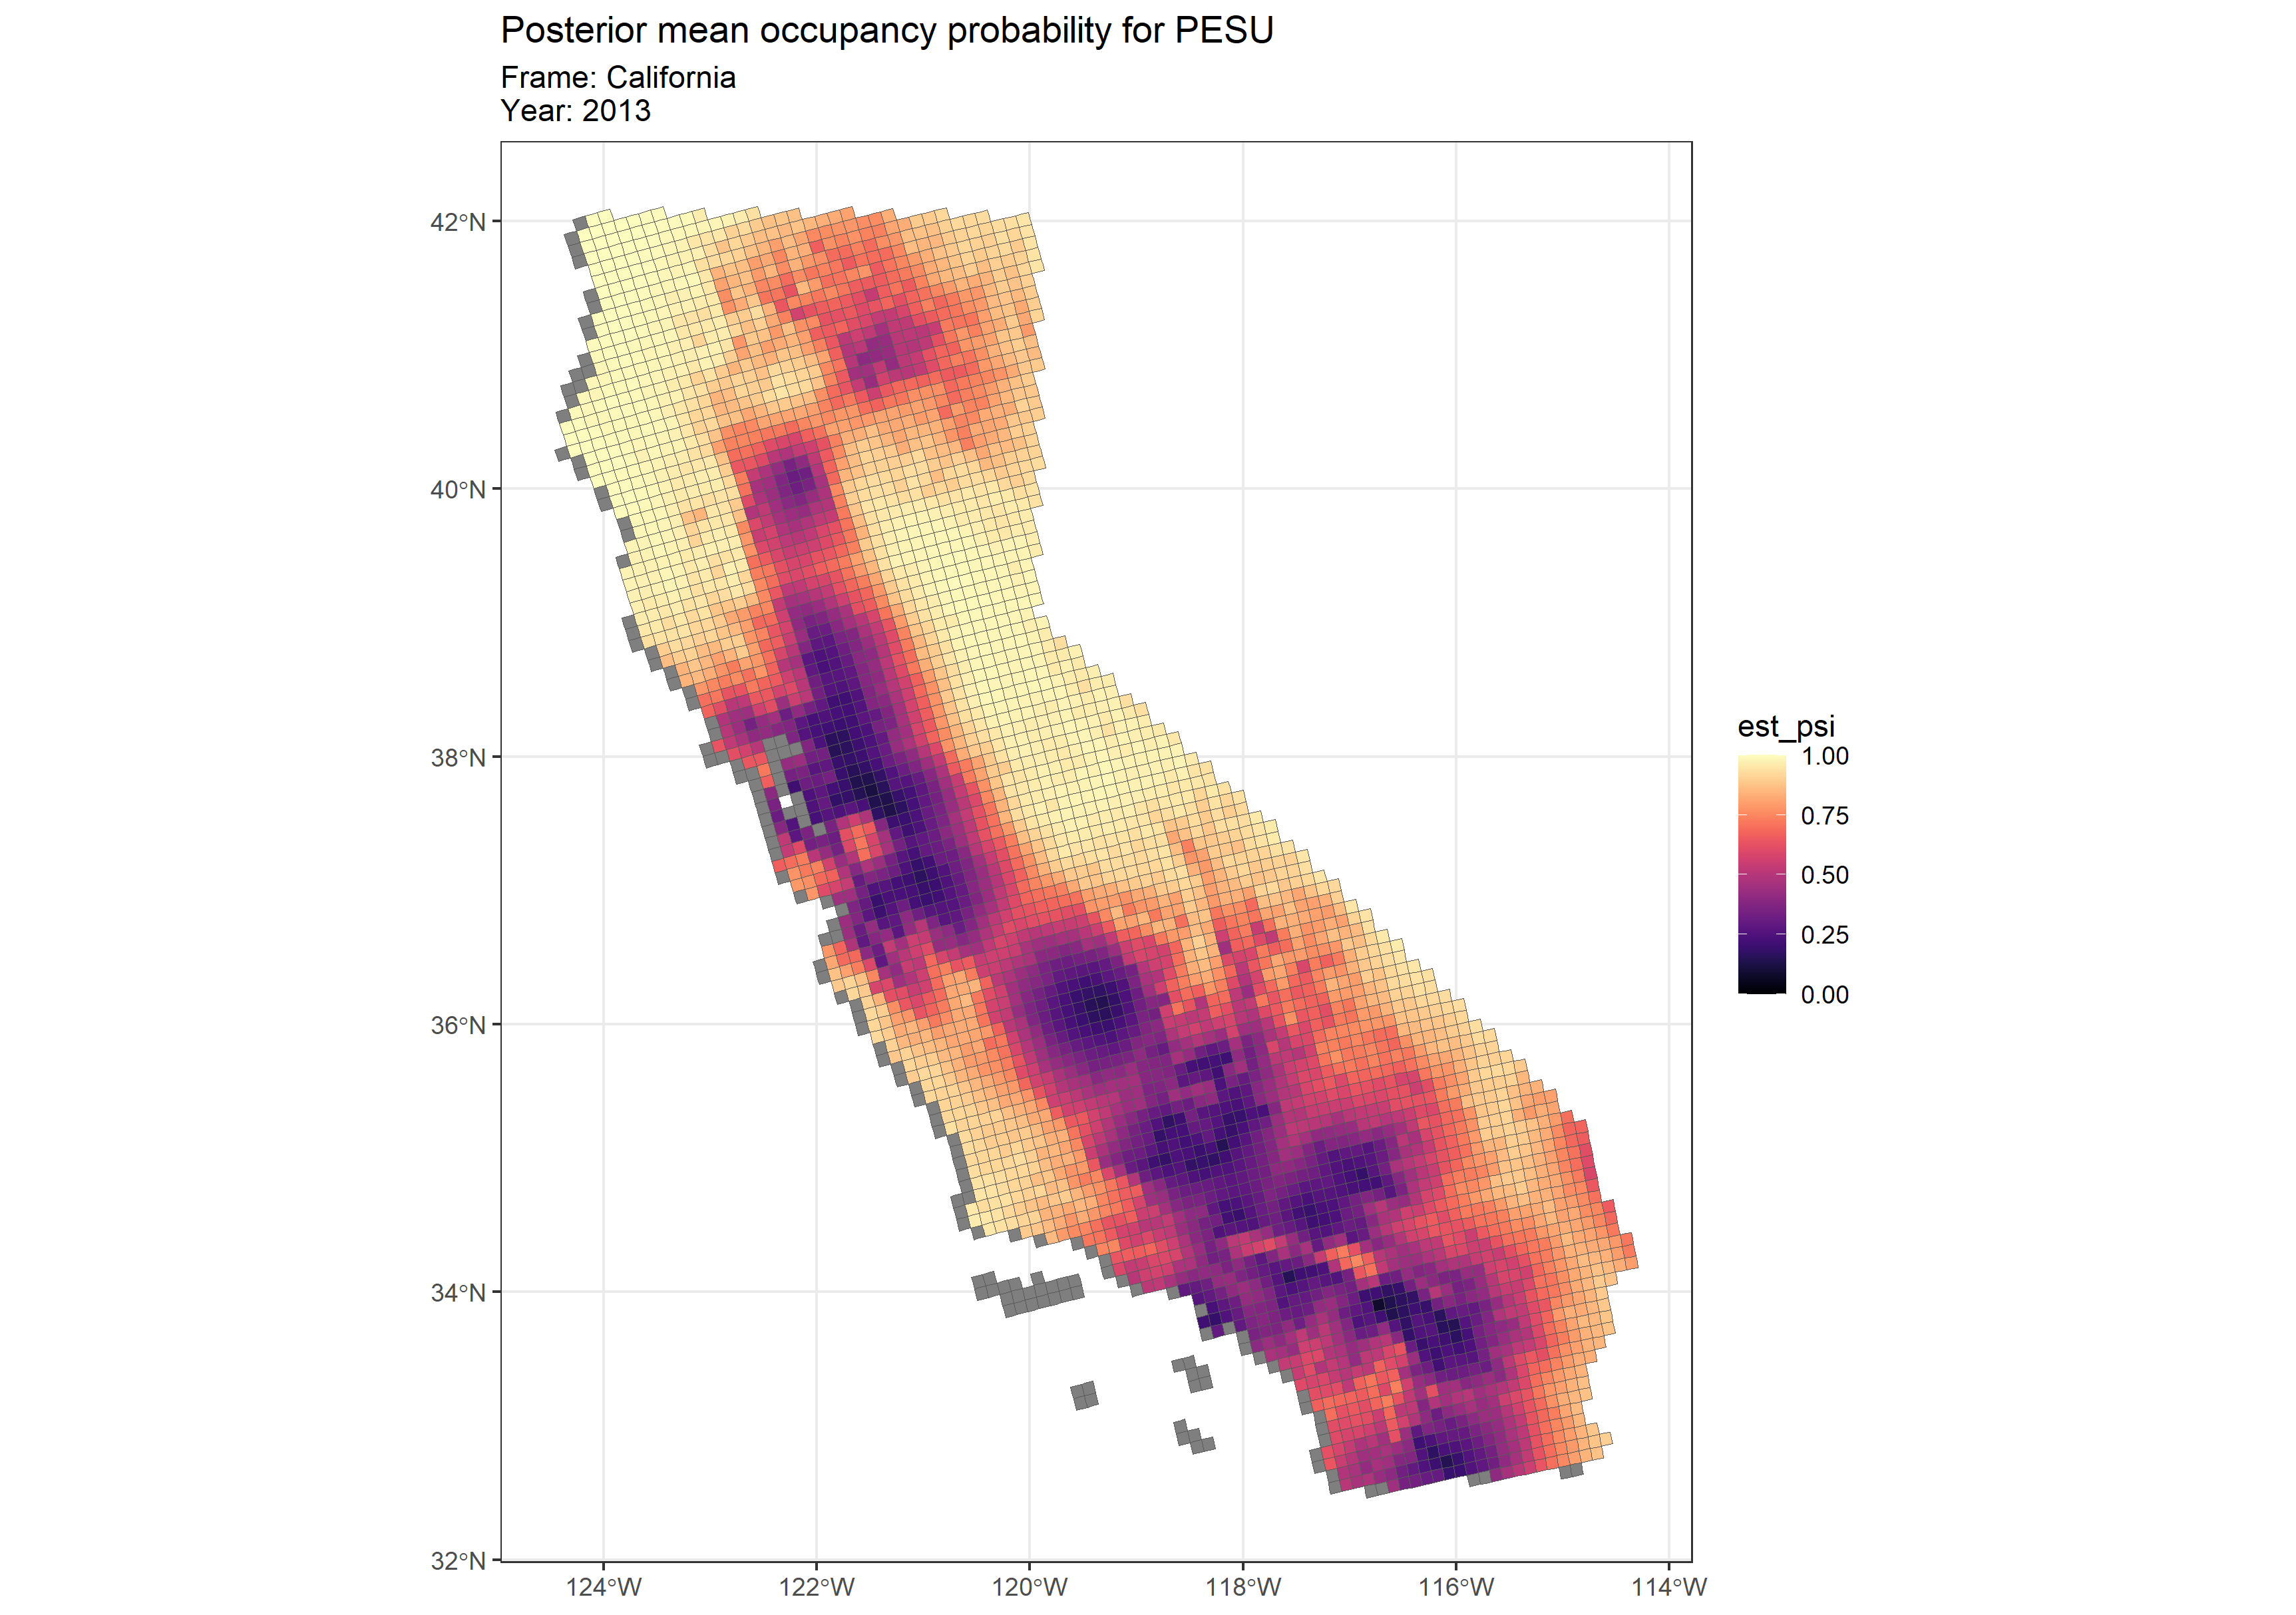 Posterior mean occupancy probability for PESU
Frame: California
Year: 2013
42°N
40°N
38°N
36°N
34°N
32°N
124°W
122°W
120°W
118°W
116°W
114°W
est_psi
1.00
0.75
0.50
0.25
0.00